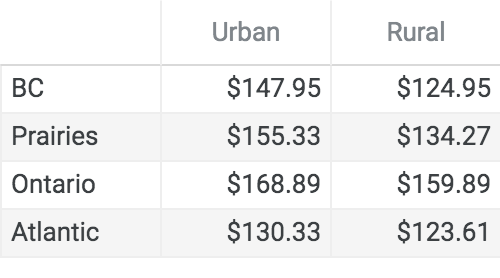 Urban Rural
BC $147.95 $124.95
Prairies $155.33 $134.27
Ontario $168.89 $159.89
Atlantic $130.33 $123.61